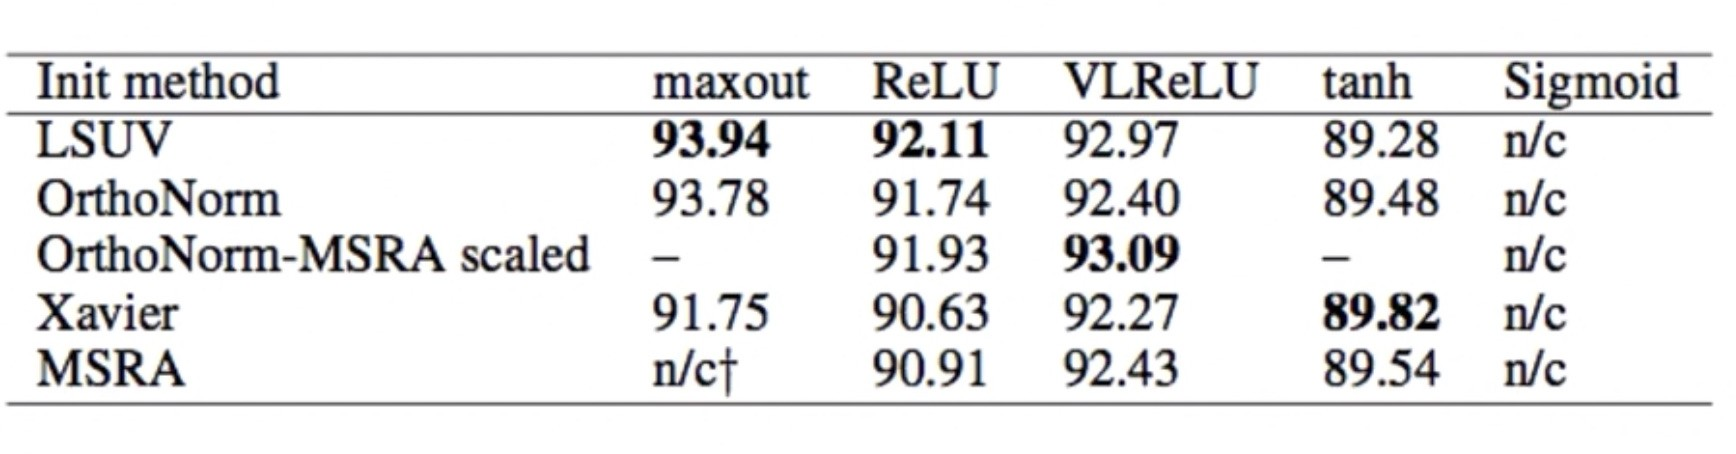 Init method maxout ReLU VLReLU tanh Sigmoid
LSUV 93.94 92.11 92.97 89.28 n/c
OrthoNorm 93.78 91.74 92.40 89.48 n/c
OrthoNorm-MSRA scaled – 91.93 93.09 – n/c
Xavier 91.75 90.63 92.27 89.82 n/c
MSRA n/c† 90.91 92.43 89.54 n/c